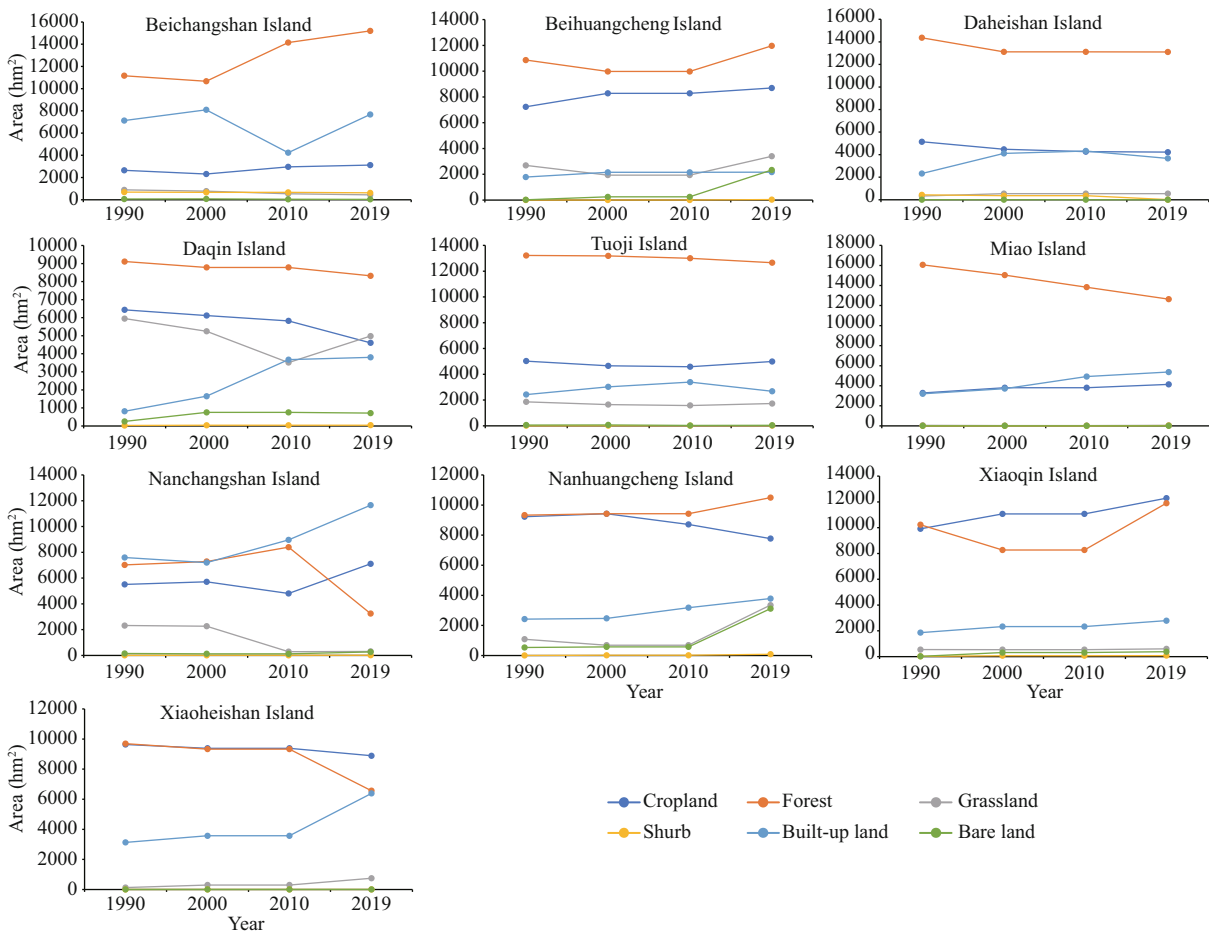 Beichangshan Island
Area (hm²)
16000
14000
12000
10000
8000
6000
4000
2000
0
1990 2000 2010 2019
Beihuangcheng Island
14000
12000
10000
8000
6000
4000
2000
0
1990 2000 2010 2019
Daheishan Island
16000
14000
12000
10000
8000
6000
4000
2000
0
1990 2000 2010 2019
Daqin Island
Area (hm²)
10000
9000
8000
7000
6000
5000
4000
3000
2000
1000
0
1990 2000 2010 2019
Tuoji Island
14000
12000
10000
8000
6000
4000
2000
0
1990 2000 2010 2019
Miao Island
18000
16000
14000
12000
10000
8000
6000
4000
2000
0
1990 2000 2010 2019
Nanchangshan Island
Area (hm²)
14000
12000
10000
8000
6000
4000
2000
0
1990 2000 2010 2019
Nanhuangcheng Island
12000
10000
8000
6000
4000
2000
0
1990 2000 2010 2019
Year
Xiaoqin Island
14000
12000
10000
8000
6000
4000
2000
0
1990 2000 2010 2019
Year
Xiaoheishan Island
Area (hm²)
12000
10000
8000
6000
4000
2000
0
1990 2000 2010 2019
Year
Cropland Forest Grassland
Shurb Built-up land Bare land